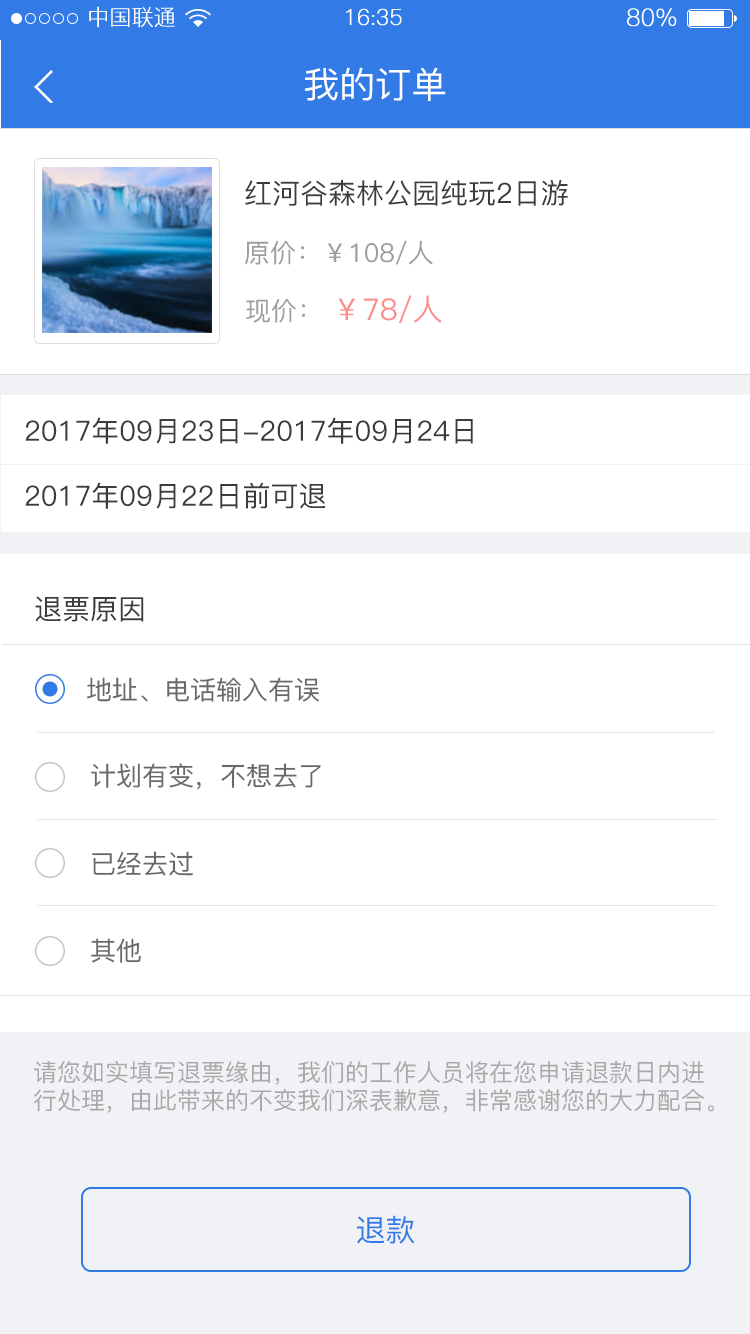 中国联通 16:35 80%
我的订单
红河谷森林公园纯玩2日游
原价：￥108/人
现价：￥78/人
2017年09月23日-2017年09月24日
2017年09月22日前可退
退票原因
地址、电话输入有误
计划有变，不想去了
已经去过
其他
请您如实填写退票缘由，我们的工作人员将在您申请退款日内进
行处理，由此带来的不变我们深表歉意，非常感谢您的大力配合。
退款